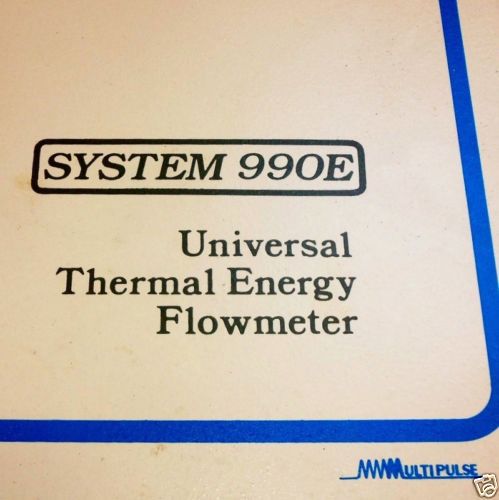 SYSTEM 990E
Universal
Thermal Energy
Flowmeter
MULTIPULSE